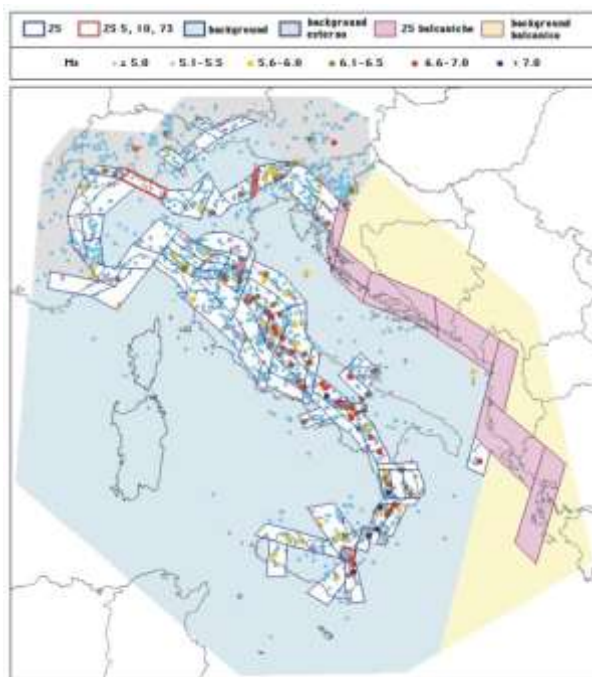 ZS
ZS 5, 10, 73
background
background
esterno
ZS balcaniche
background
balcanico
Ms
≤ 5.0
5.1-5.5
5.6-6.0
6.1-6.5
6.6-7.0
> 7.0